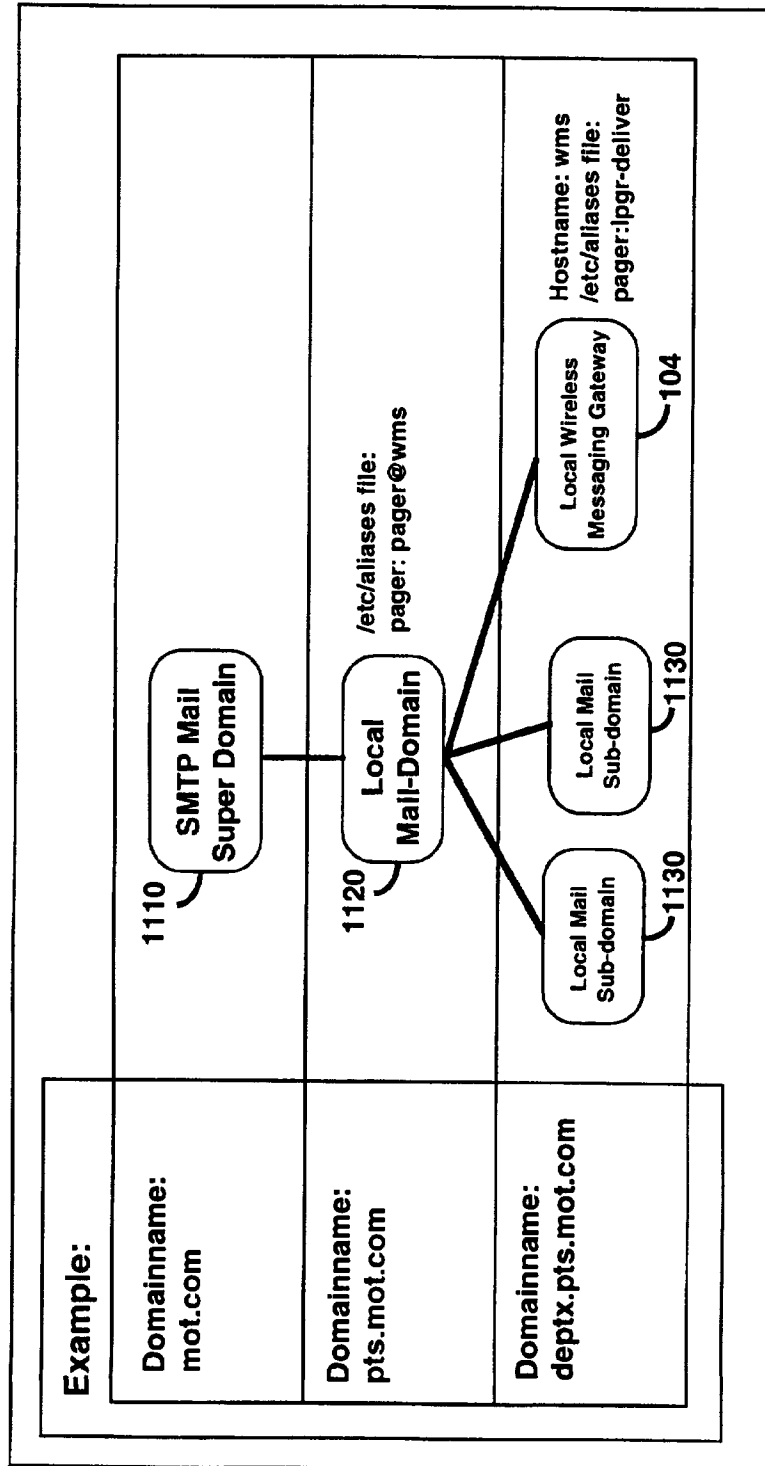 Example:
Domainname:
mot.com
1110
SMTP Mail
Super Domain
Domainname:
pts.mot.com
1120
Local
Mail-Domain
/etc/aliases file:
pager: pager@wms
Domainname:
deptx.pts.mot.com
Local Mail
Sub-domain
1130
Local Mail
Sub-domain
1130
Local Wireless
Messaging Gateway
104
Hostname: wms
/etc/aliases file:
pager:lpgr-deliver